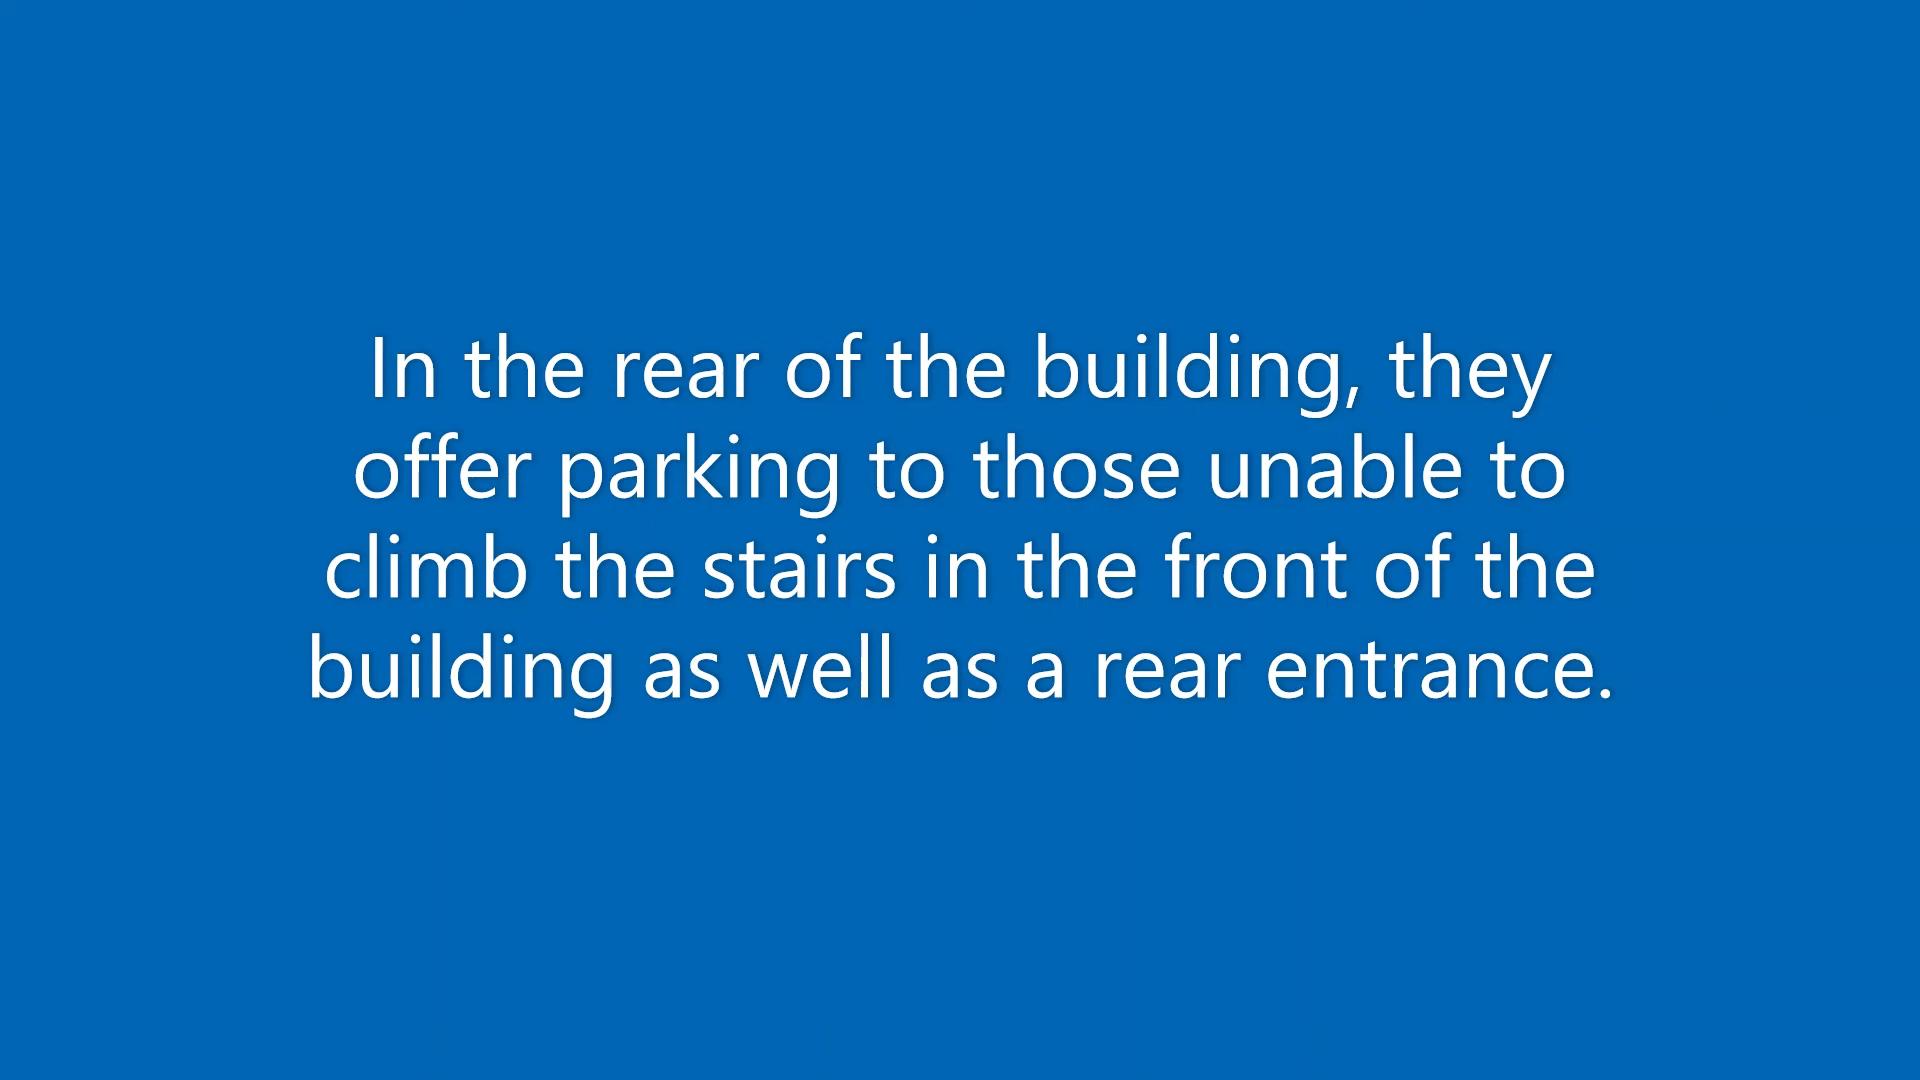 In the rear of the building, they
offer parking to those unable to
climb the stairs in the front of the
building as well as a rear entrance.